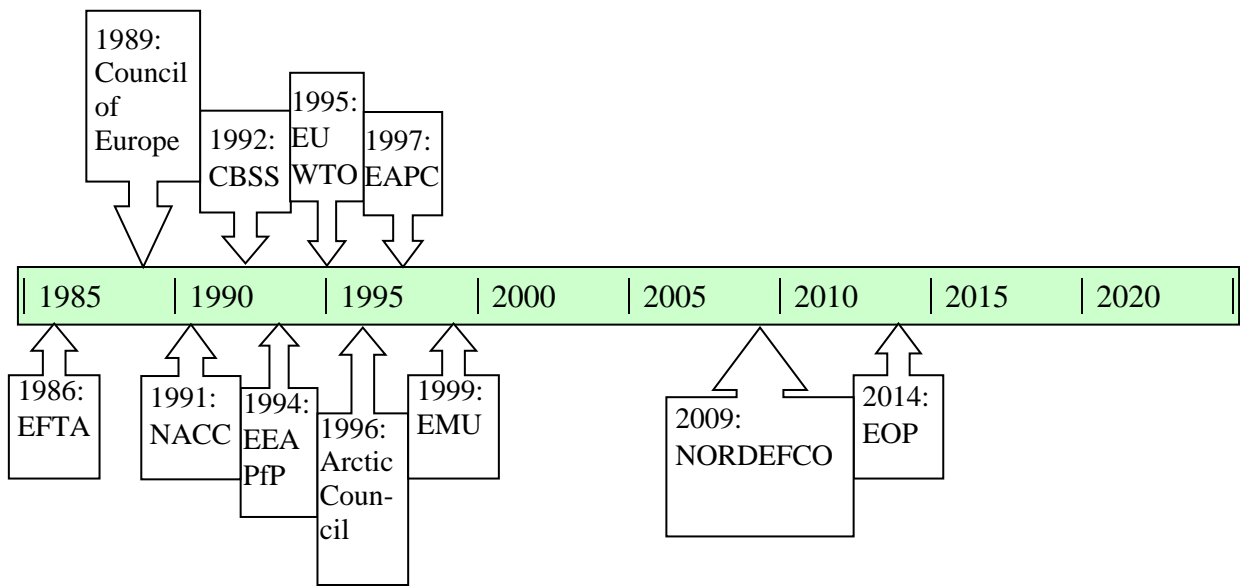 1989:
Council
of
Europe
1992:
CBSS
1995:
EU
WTO
1997:
EAPC
1985 1990 1995 2000 2005 2010 2015 2020
1986:
EFTA
1991:
NACC
1994:
EEA
PfP
1996:
Arctic
Coun-
cil
1999:
EMU
2009:
NORDEFCO
2014:
EOP